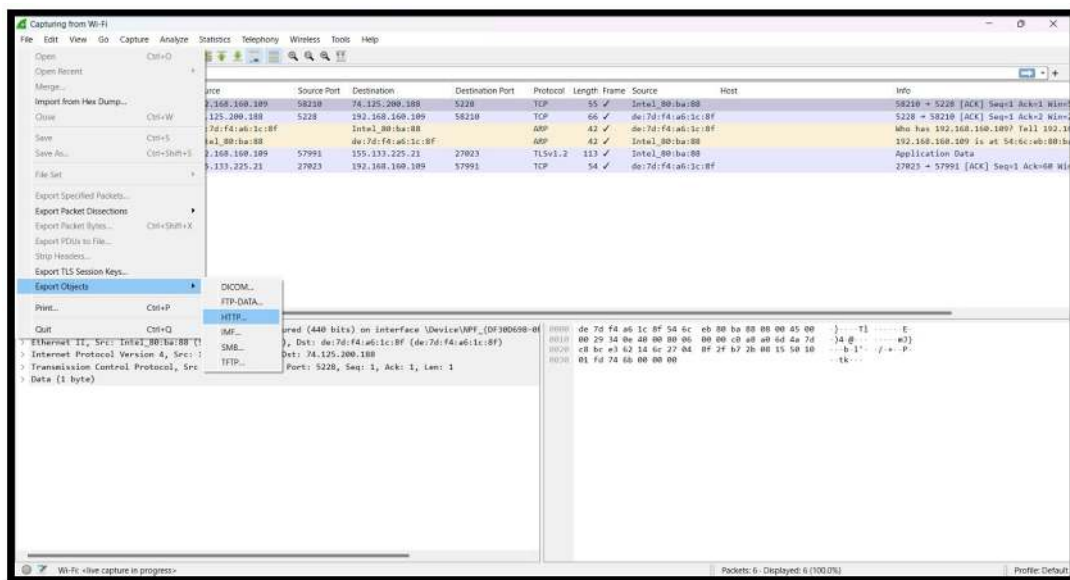 Capturing from Wi-Fi
File Edit View Go Capture Analyze Statistics Telephony Wireless Tools Help
Open Ctrl+O
Open Recent
Merge...
Import from Hex Dump...
Close Ctrl+W
Save Ctrl+S
Save As... Ctrl+Shift+S
File Set
Export Specified Packets...
Export Packet Dissections
Export Packet Bytes... Ctrl+Shift+X
Export PDUs to File...
Strip Headers...
Export TLS Session Keys...
Export Objects
Print... Ctrl+P
Quit Ctrl+Q
DICOM...
FTP-DATA...
HTTP...
IMF...
SMB...
TFTP...
urce Source Port Destination Destination Port Protocol Length Frame Source Host Info
2.168.160.109 58210 74.125.200.188 5228 TCP 55 ✓ Intel_80:ba:88 58210 → 5228 [ACK] Seq=1 Ack=1 Win=5
.125.200.188 5228 192.168.160.109 58210 TCP 66 ✓ de:7d:f4:a6:1c:8f 5228 → 58210 [ACK] Seq=1 Ack=2 Win=
:7d:f4:a6:1c:8f Intel_80:ba:88 ARP 42 ✓ de:7d:f4:a6:1c:8f Who has 192.168.160.109? Tell 192.1
tel_80:ba:88 de:7d:f4:a6:1c:8f ARP 42 ✓ Intel_80:ba:88 192.168.160.109 is at 54:6c:eb:80:b
2.168.160.109 57991 155.133.225.21 27023 TLSv1.2 113 ✓ Intel_80:ba:88 Application Data
5.133.225.21 27023 192.168.160.109 57991 TCP 54 ✓ de:7d:f4:a6:1c:8f 27023 → 57991 [ACK] Seq=1 Ack=60 Wi
ured (440 bits) on interface \Device\NPF_{DF30D698-0
Ethernet II, Src: Intel_80:ba:88 (5 ), Dst: de:7d:f4:a6:1c:8f (de:7d:f4:a6:1c:8f)
Internet Protocol Version 4, Src: 1 Dst: 74.125.200.188
Transmission Control Protocol, Src Port: 5228, Seq: 1, Ack: 1, Len: 1
Data (1 byte)
0000 de 7d f4 a6 1c 8f 54 6c eb 80 ba 88 08 00 45 00 ·}····Tl ······E·
0010 00 29 34 0e 40 00 80 06 00 00 c0 a8 a0 6d 4a 7d ·)4·@··· ·····mJ}
0020 c8 bc e3 62 14 6c 27 04 8f 2f b7 2b 08 15 50 10 ···b·l'· ·/·+··P·
0030 01 fd 74 6b 00 00 00 ··tk···
Wi-Fi: <live capture in progress>
Packets: 6 · Displayed: 6 (100.0%)
Profile: Default